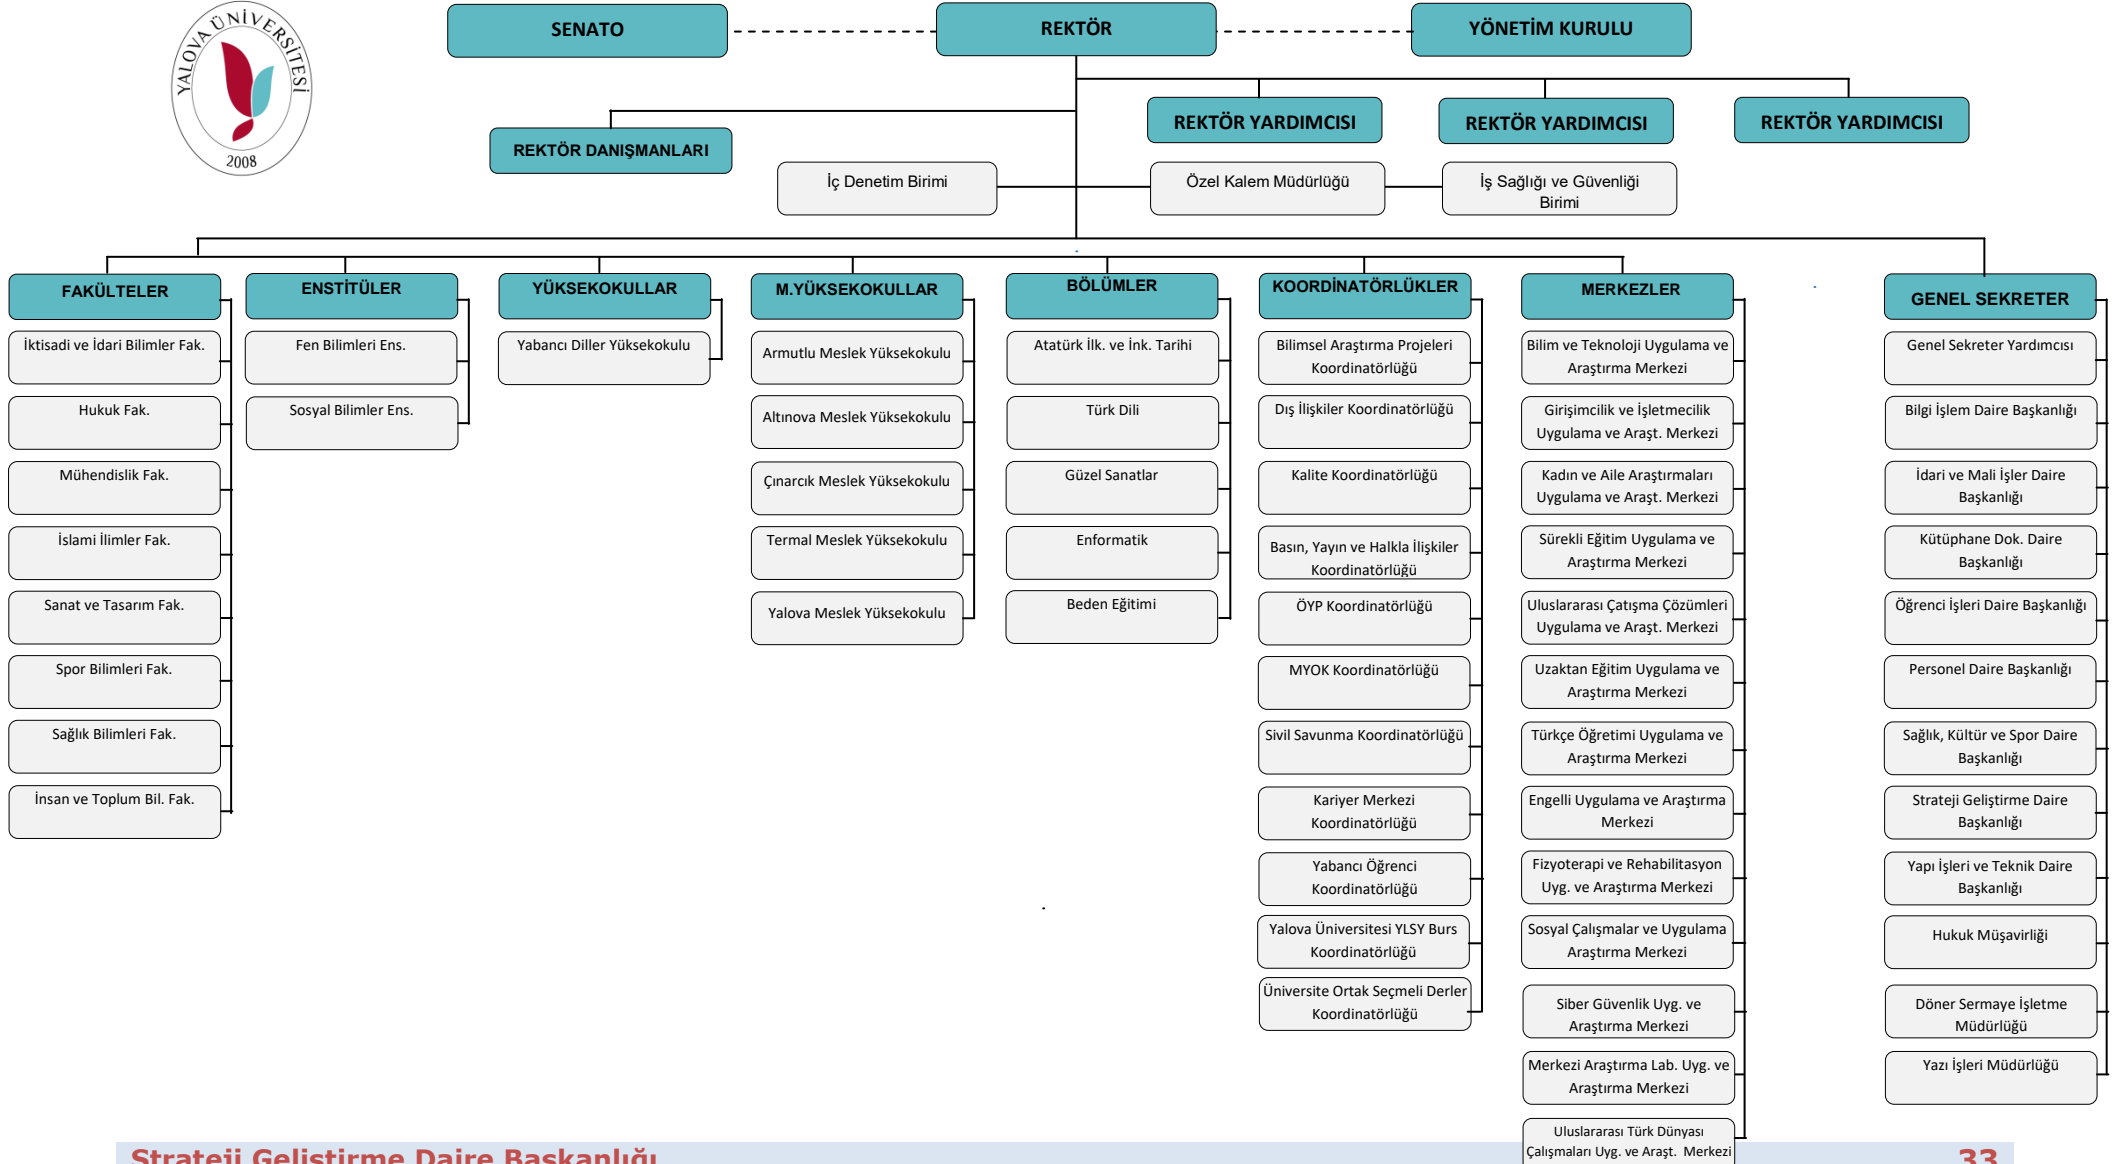 YALOVA ÜNİVERSİTESİ
2008
SENATO
REKTÖR
YÖNETİM KURULU
REKTÖR DANIŞMANLARI
REKTÖR YARDIMCISI
REKTÖR YARDIMCISI
REKTÖR YARDIMCISI
İç Denetim Birimi
Özel Kalem Müdürlüğü
İş Sağlığı ve Güvenliği
Birimi
FAKÜLTELER
İktisadi ve İdari Bilimler Fak.
Hukuk Fak.
Mühendislik Fak.
İslami İlimler Fak.
Sanat ve Tasarım Fak.
Spor Bilimleri Fak.
Sağlık Bilimleri Fak.
İnsan ve Toplum Bil. Fak.
ENSTİTÜLER
Fen Bilimleri Ens.
Sosyal Bilimler Ens.
YÜKSEKOKULLAR
Yabancı Diller Yüksekokulu
M.YÜKSEKOKULLAR
Armutlu Meslek Yüksekokulu
Altınova Meslek Yüksekokulu
Çınarcık Meslek Yüksekokulu
Termal Meslek Yüksekokulu
Yalova Meslek Yüksekokulu
BÖLÜMLER
Atatürk İlk. ve İnk. Tarihi
Türk Dili
Güzel Sanatlar
Enformatik
Beden Eğitimi
KOORDİNATÖRLÜKLER
Bilimsel Araştırma Projeleri
Koordinatörlüğü
Dış İlişkiler Koordinatörlüğü
Kalite Koordinatörlüğü
Basın, Yayın ve Halkla İlişkiler
Koordinatörlüğü
ÖYP Koordinatörlüğü
MYOK Koordinatörlüğü
Sivil Savunma Koordinatörlüğü
Kariyer Merkezi
Koordinatörlüğü
Yabancı Öğrenci
Koordinatörlüğü
Yalova Üniversitesi YLSY Burs
Koordinatörlüğü
Üniversite Ortak Seçmeli Derler
Koordinatörlüğü
MERKEZLER
Bilim ve Teknoloji Uygulama ve
Araştırma Merkezi
Girişimcilik ve İşletmecilik
Uygulama ve Araşt. Merkezi
Kadın ve Aile Araştırmaları
Uygulama ve Araşt. Merkezi
Sürekli Eğitim Uygulama ve
Araştırma Merkezi
Uluslararası Çatışma Çözümleri
Uygulama ve Araşt. Merkezi
Uzaktan Eğitim Uygulama ve
Araştırma Merkezi
Türkçe Öğretimi Uygulama ve
Araştırma Merkezi
Engelli Uygulama ve Araştırma
Merkezi
Fizyoterapi ve Rehabilitasyon
Uyg. ve Araştırma Merkezi
Sosyal Çalışmalar ve Uygulama
Araştırma Merkezi
Siber Güvenlik Uyg. ve
Araştırma Merkezi
Merkezi Araştırma Lab. Uyg. ve
Araştırma Merkezi
Uluslararası Türk Dünyası
Çalışmaları Uyg. ve Araşt. Merkezi
GENEL SEKRETER
Genel Sekreter Yardımcısı
Bilgi İşlem Daire Başkanlığı
İdari ve Mali İşler Daire
Başkanlığı
Kütüphane Dok. Daire
Başkanlığı
Öğrenci İşleri Daire Başkanlığı
Personel Daire Başkanlığı
Sağlık, Kültür ve Spor Daire
Başkanlığı
Strateji Geliştirme Daire
Başkanlığı
Yapı İşleri ve Teknik Daire
Başkanlığı
Hukuk Müşavirliği
Döner Sermaye İşletme
Müdürlüğü
Yazı İşleri Müdürlüğü
Strateji Geliştirme Daire Başkanlığı
33